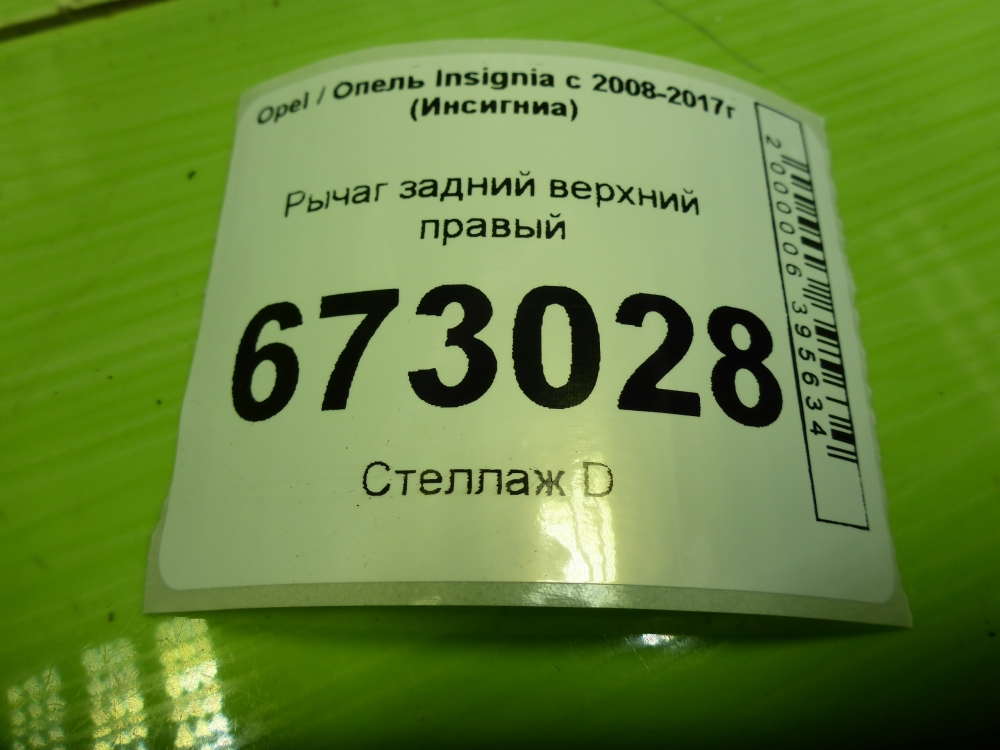 Opel / Опель Insignia с 2008-2017г
(Инсигниа)
Рычаг задний верхний
правый
673028
Стеллаж D
2000006395634